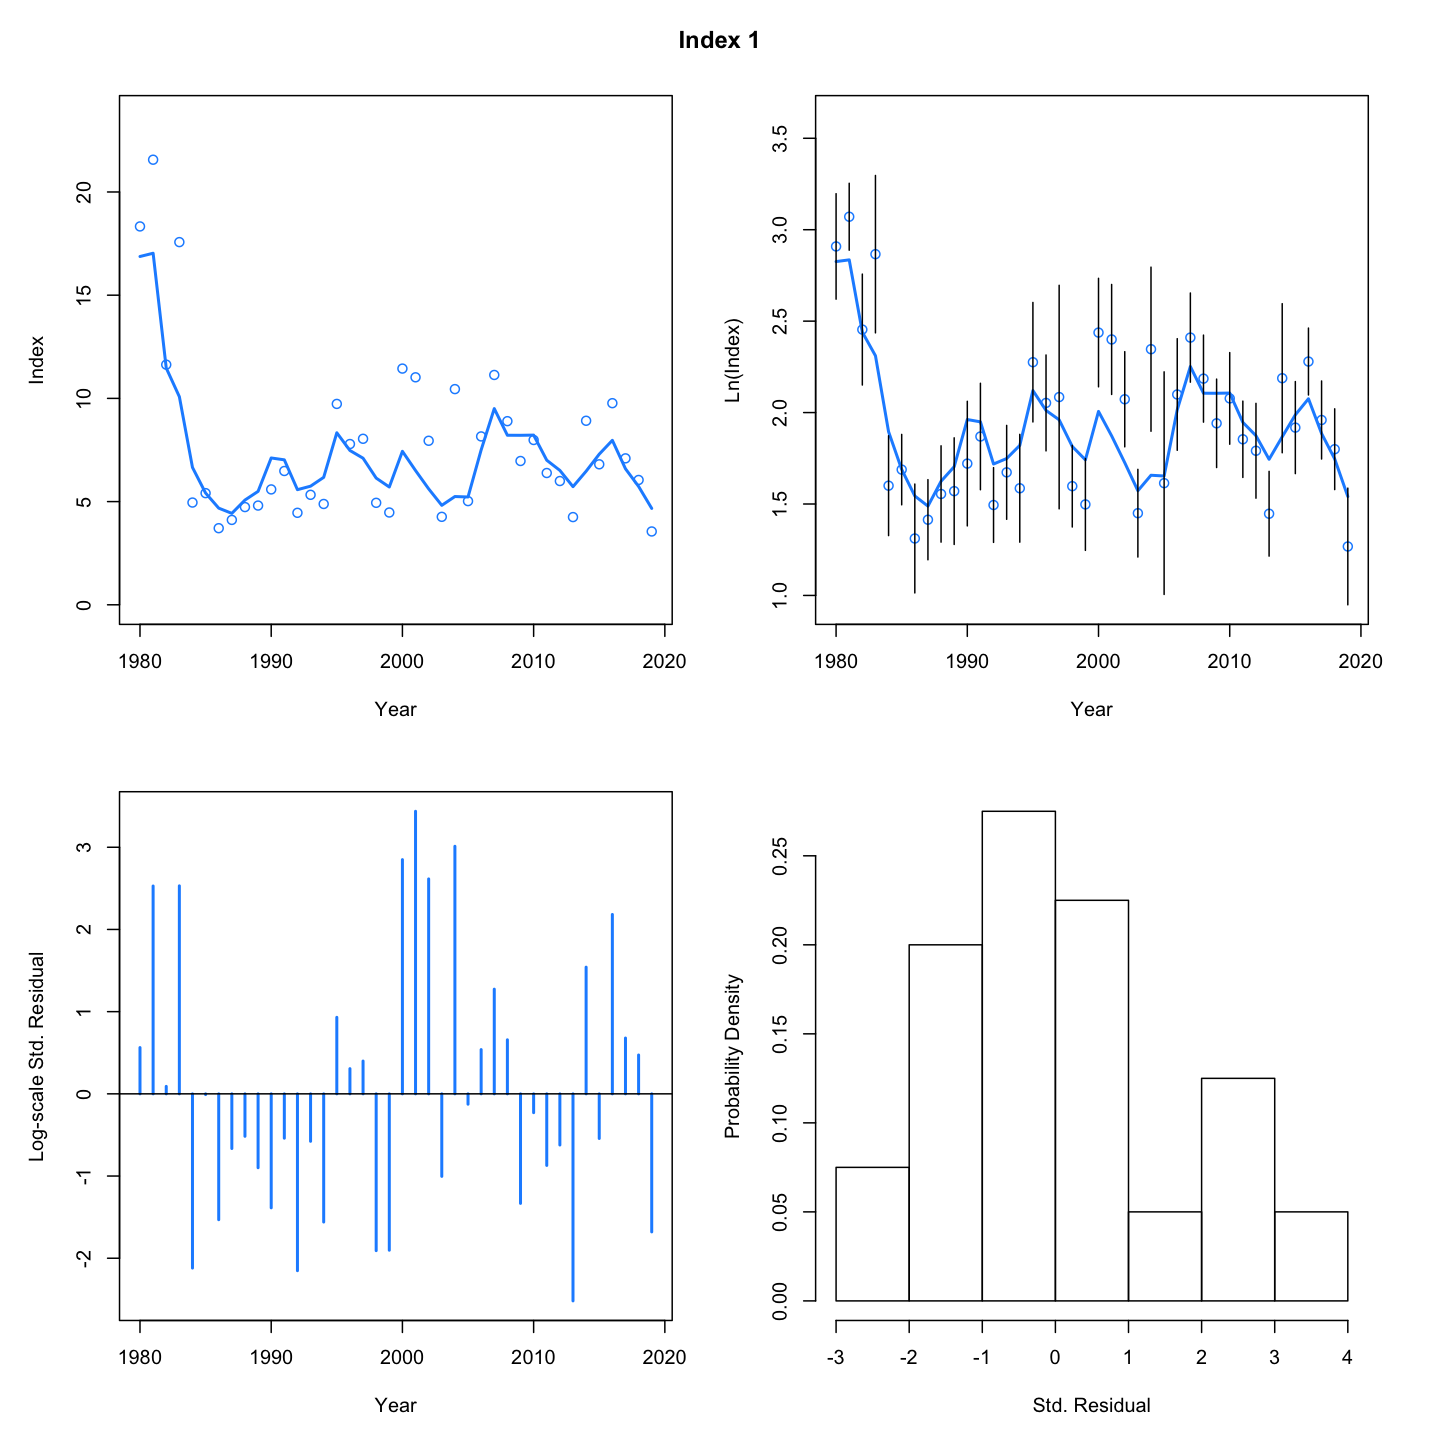 Index 1
Index
20
15
10
5
0
1980 1990 2000 2010 2020
Year
Ln(Index)
3.5
3.0
2.5
2.0
1.5
1.0
1980 1990 2000 2010 2020
Year
Log-scale Std. Residual
3
2
1
0
-1
-2
1980 1990 2000 2010 2020
Year
Probability Density
0.25
0.20
0.15
0.10
0.05
0.00
-3 -2 -1 0 1 2 3 4
Std. Residual